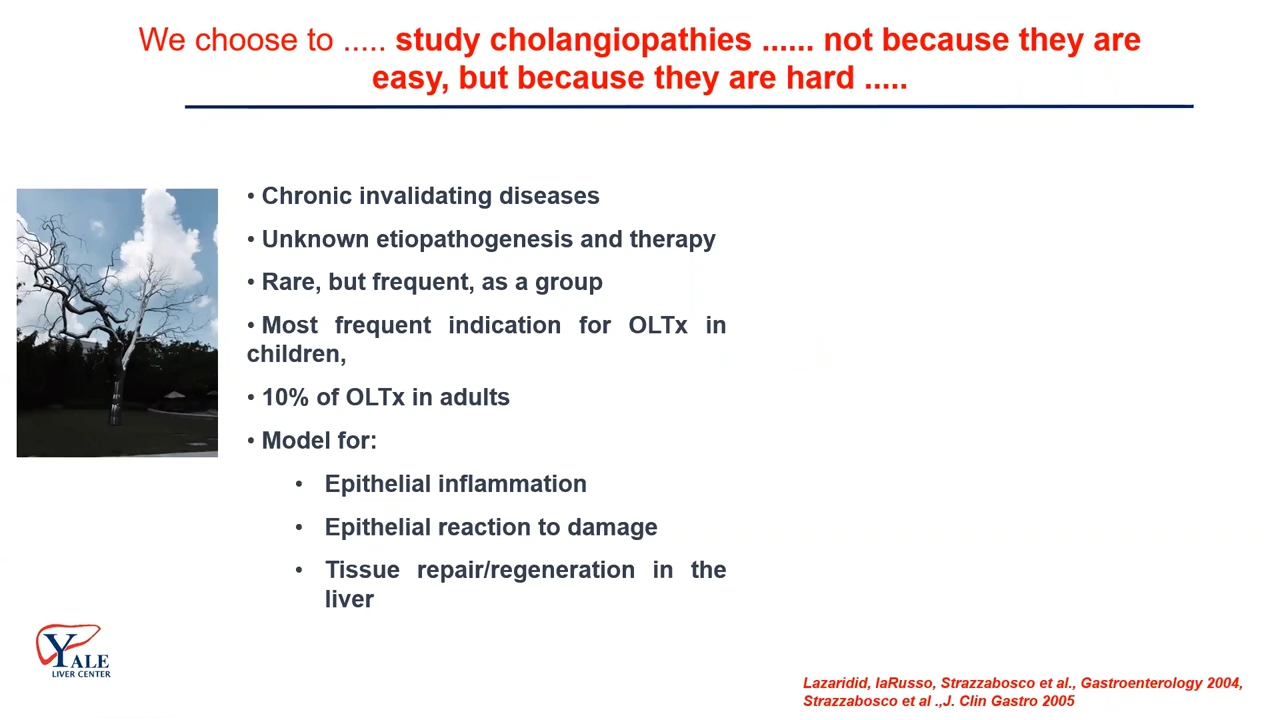 We choose to ..... study cholangiopathies ...... not because they are
easy, but because they are hard .....
• Chronic invalidating diseases
• Unknown etiopathogenesis and therapy
• Rare, but frequent, as a group
• Most frequent indication for OLTx in
children,
• 10% of OLTx in adults
• Model for:
• Epithelial inflammation
• Epithelial reaction to damage
• Tissue repair/regeneration in the
liver
YALE
LIVER CENTER
Lazaridid, laRusso, Strazzabosco et al., Gastroenterology 2004,
Strazzabosco et al .,J. Clin Gastro 2005